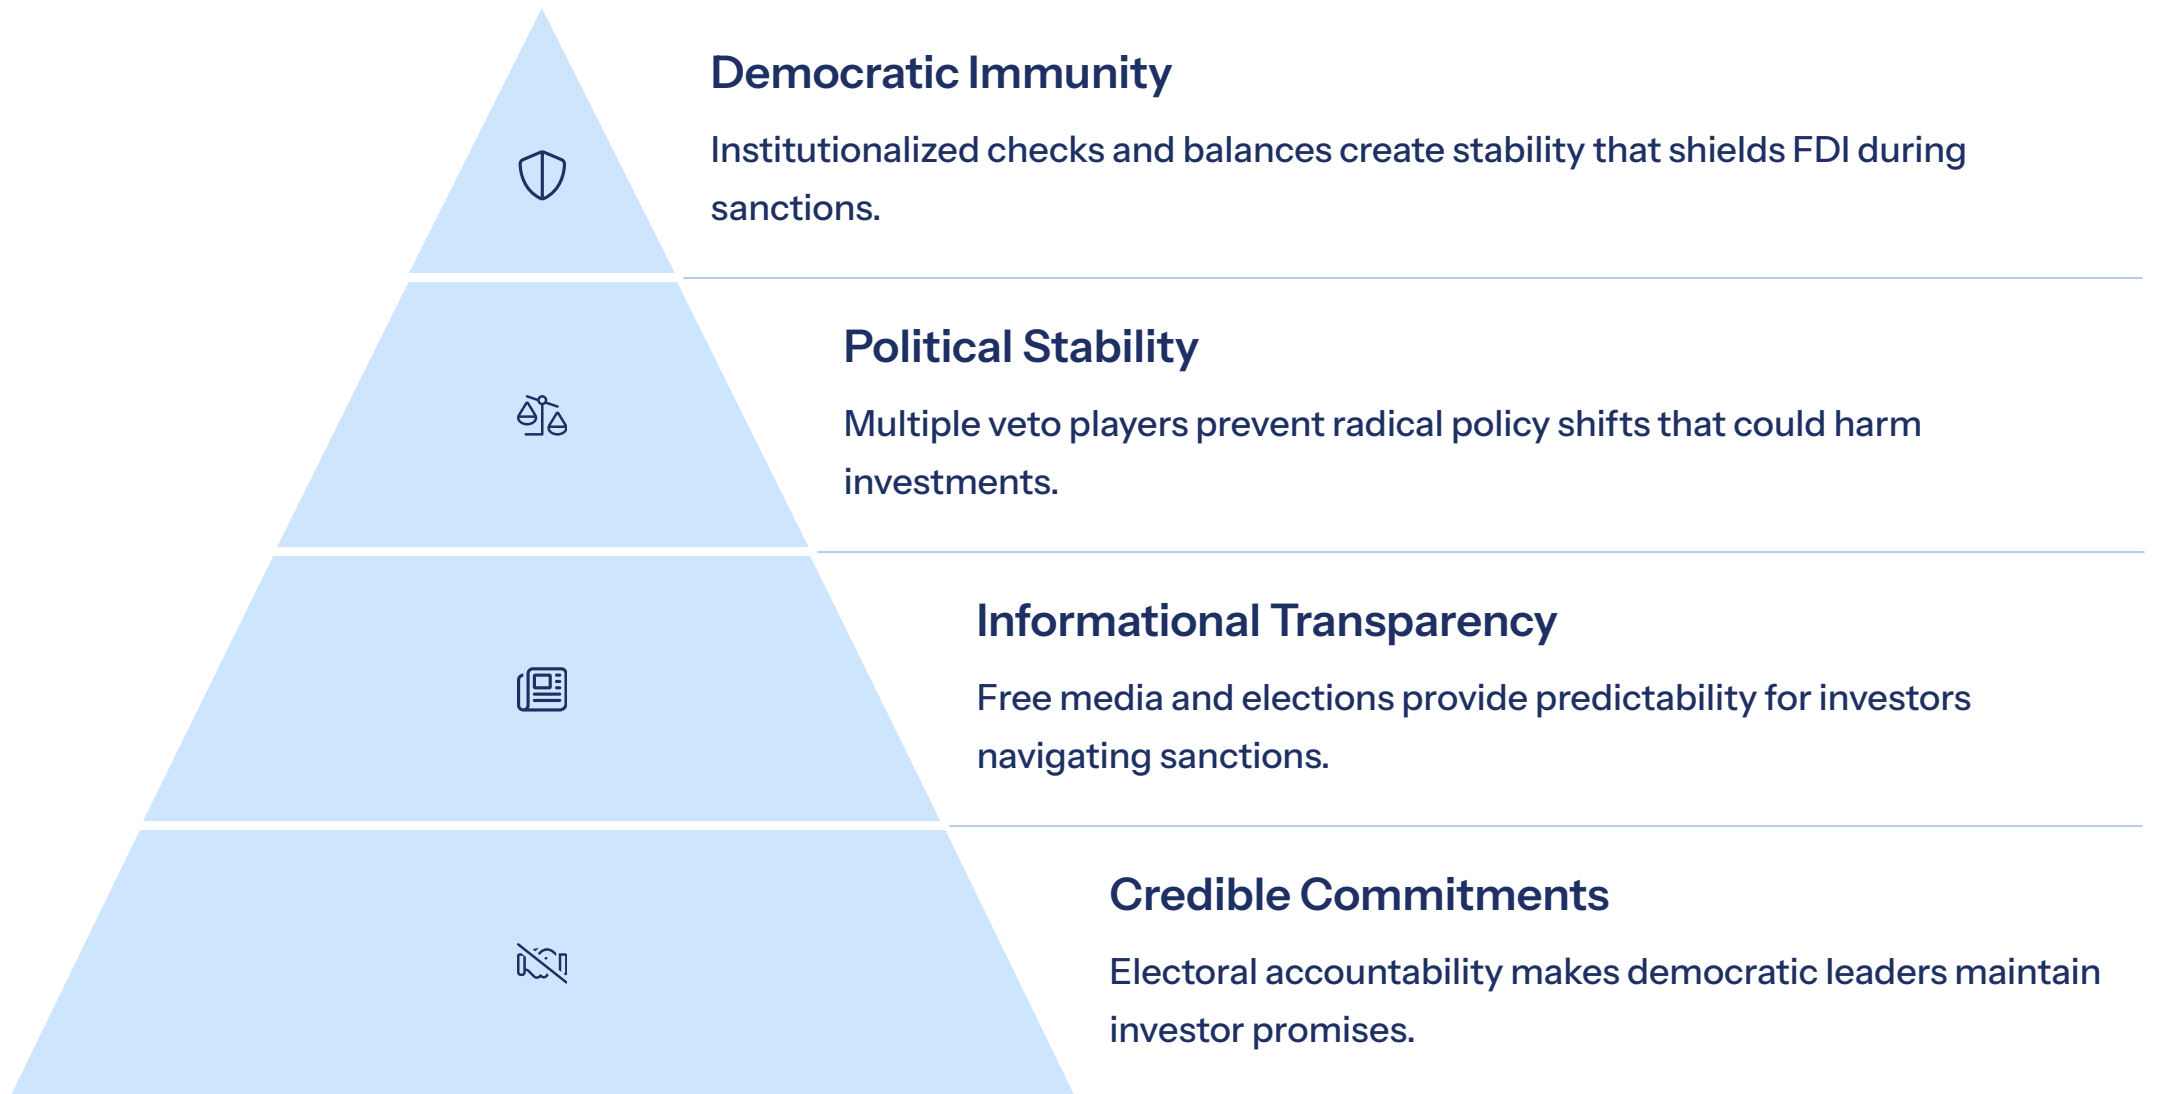 Democratic Immunity
Institutionalized checks and balances create stability that shields FDI during
sanctions.
Political Stability
Multiple veto players prevent radical policy shifts that could harm
investments.
Informational Transparency
Free media and elections provide predictability for investors
navigating sanctions.
Credible Commitments
Electoral accountability makes democratic leaders maintain
investor promises.